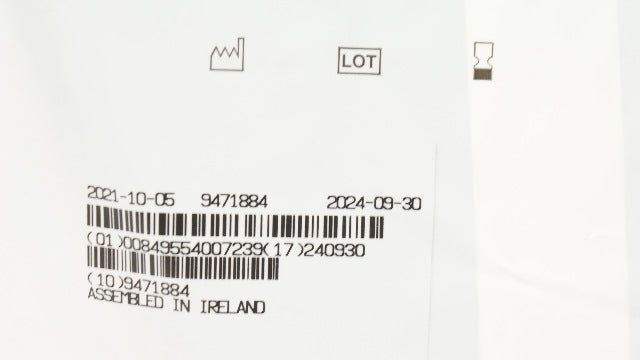 LOT
2021-10-05 9471884 2024-09-30
(01)00849554007239(17)240930
(10)9471884
ASSEMBLED IN IRELAND